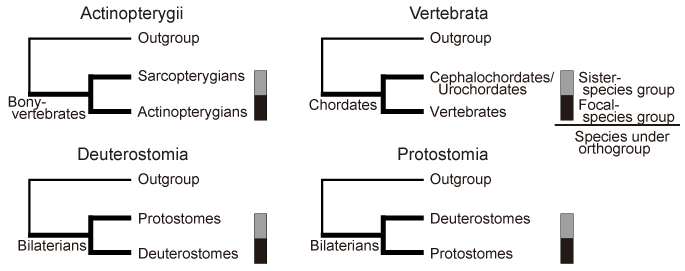 Actinopterygii
Outgroup
Sarcopterygians
Bony-
vertebrates
Actinopterygians
Vertebrata
Outgroup
Cephalochordates/
Urochordates
Chordates
Vertebrates
Sister-
species group
Focal-
species group
Species under
orthogroup
Deuterostomia
Outgroup
Protostomes
Bilaterians
Deuterostomes
Protostomia
Outgroup
Deuterostomes
Bilaterians
Protostomes